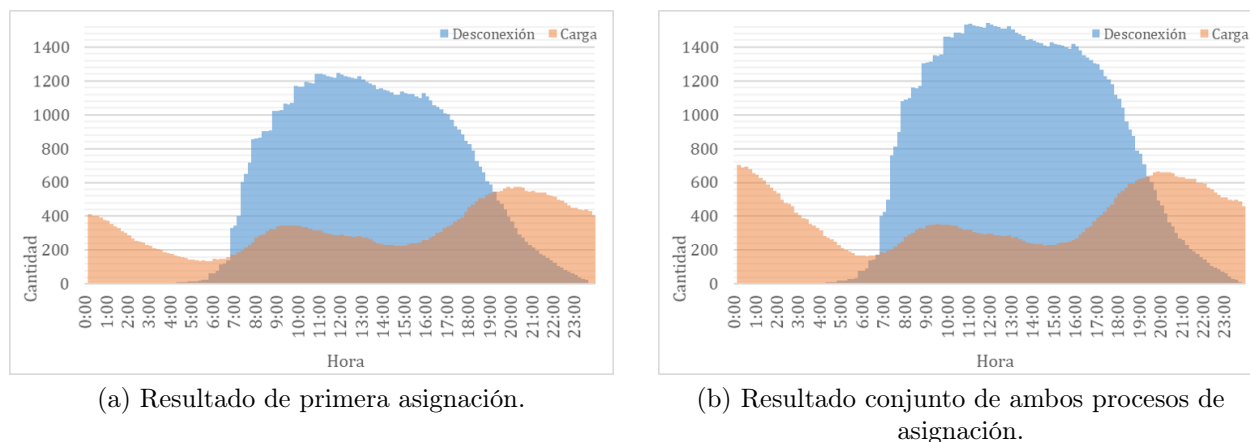 Desconexión Carga
1400
1200
1000
800
600
400
200
0
Cantidad
0:00 1:00 2:00 3:00 4:00 5:00 6:00 7:00 8:00 9:00 10:00 11:00 12:00 13:00 14:00 15:00 16:00 17:00 18:00 19:00 20:00 21:00 22:00 23:00
Hora
(a) Resultado de primera asignación.
Desconexión Carga
1400
1200
1000
800
600
400
200
0
Cantidad
0:00 1:00 2:00 3:00 4:00 5:00 6:00 7:00 8:00 9:00 10:00 11:00 12:00 13:00 14:00 15:00 16:00 17:00 18:00 19:00 20:00 21:00 22:00 23:00
Hora
(b) Resultado conjunto de ambos procesos de
asignación.